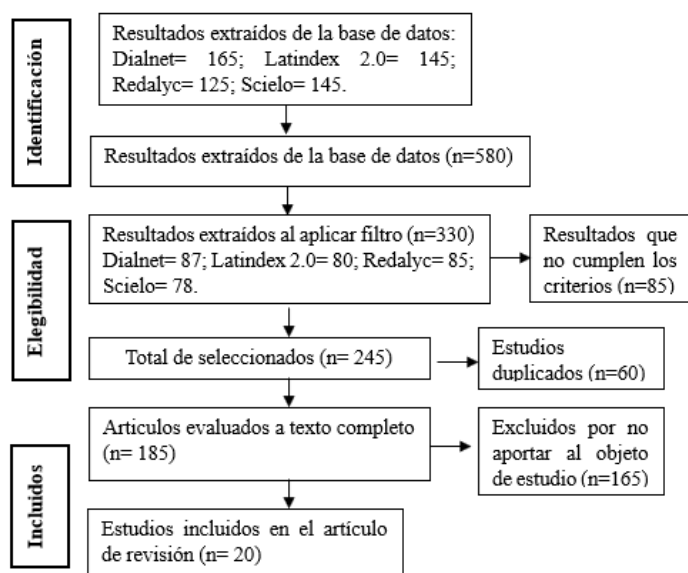 Identificación
Resultados extraídos de la base de datos:
Dialnet= 165; Latindex 2.0= 145;
Redalyc= 125; Scielo= 145.
Resultados extraídos de la base de datos (n=580)
Elegibilidad
Resultados extraídos al aplicar filtro (n=330)
Dialnet= 87; Latindex 2.0= 80; Redalyc= 85;
Scielo= 78.
Resultados que
no cumplen los
criterios (n=85)
Total de seleccionados (n= 245)
Estudios
duplicados (n=60)
Incluidos
Articulos evaluados a texto completo
(n= 185)
Excluidos por no
aportar al objeto
de estudio (n=165)
Estudios incluidos en el artículo
de revisión (n= 20)